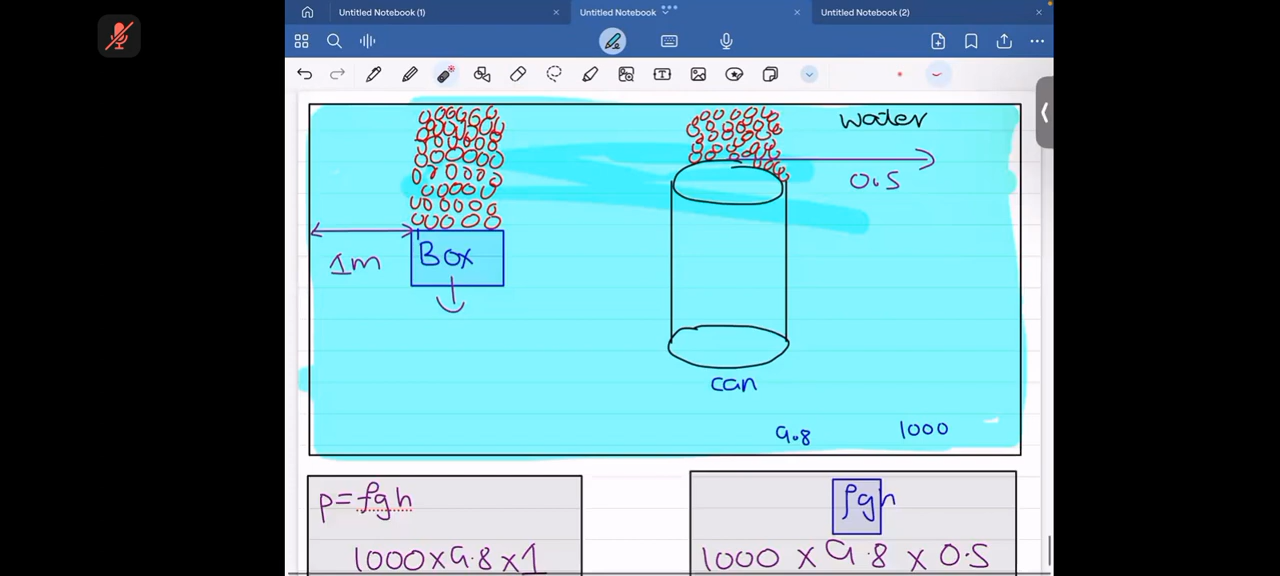 Untitled Notebook (1)
Untitled Notebook
Untitled Notebook (2)
water
0.5
1m
Box
can
9.8
1000
p=ρgh
ρgh
1000×9.8×1
1000 × 9.8 × 0.5